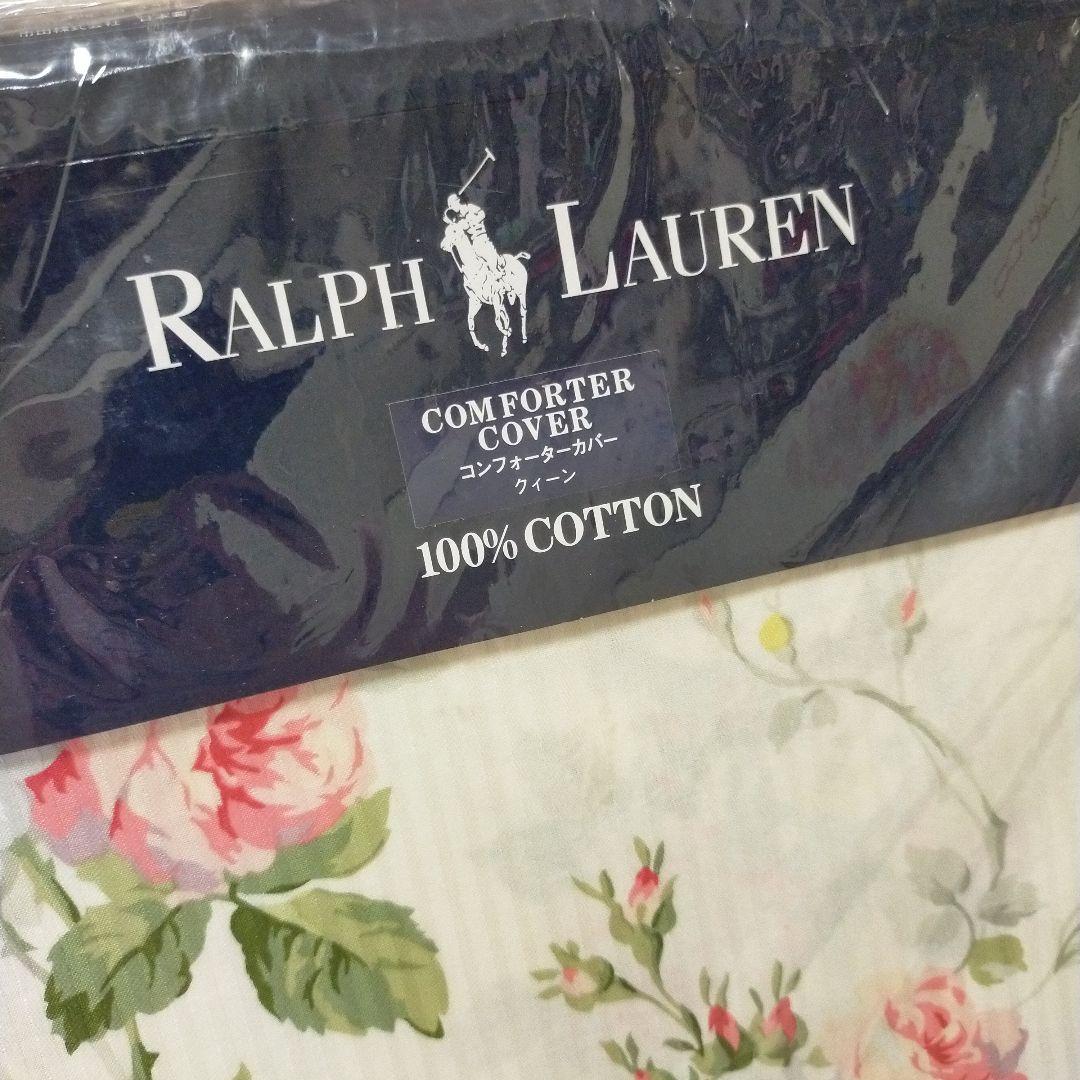 RALPH LAUREN
COMFORTER
COVER
コンフォーターカバー
クィーン
100% COTTON